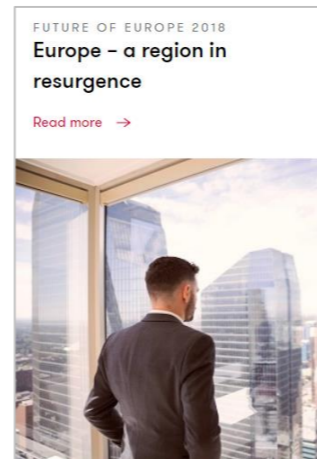 FUTURE OF EUROPE 2018
Europe – a region in
resurgence
Read more →